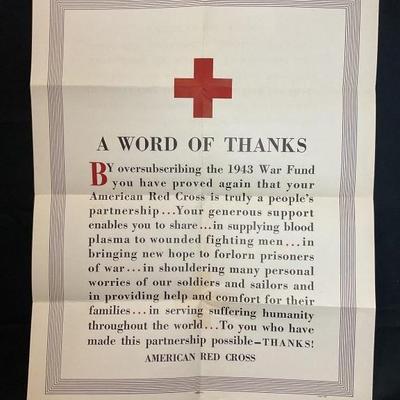 A WORD OF THANKS
BY oversubscribing the 1943 War Fund
you have proved again that your
American Red Cross is truly a people's
partnership...Your generous support
enables you to share...in supplying blood
plasma to wounded fighting men...in
bringing new hope to forlorn prisoners
of war...in shouldering many personal
worries of our soldiers and sailors and
in providing help and comfort for their
families...in serving suffering humanity
throughout the world...To you who have
made this partnership possible—THANKS!
AMERICAN RED CROSS